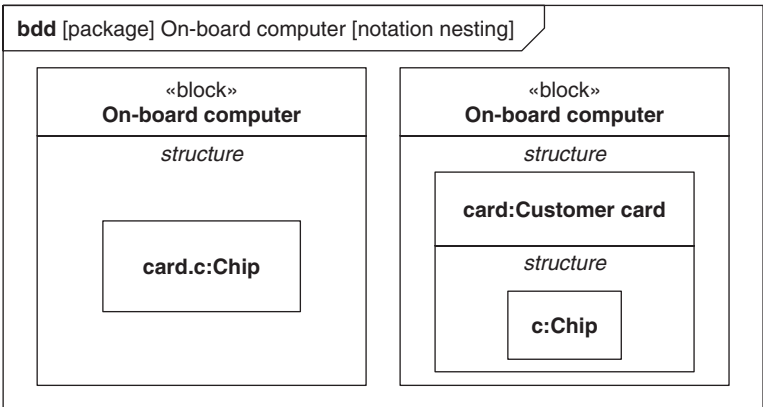 bdd [package] On-board computer [notation nesting]
«block»
On-board computer
structure
card.c:Chip
«block»
On-board computer
structure
card:Customer card
structure
c:Chip